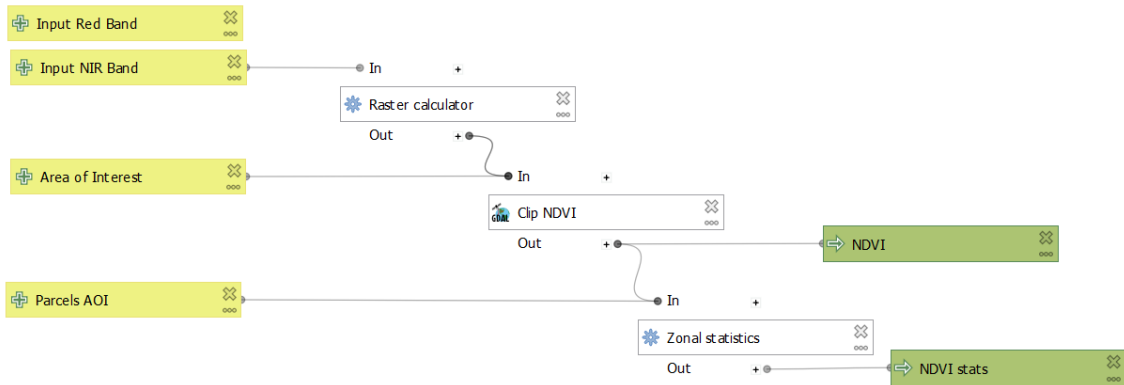 Input Red Band
Input NIR Band
In
Raster calculator
Out
Area of Interest
In
GDAL
Clip NDVI
Out
NDVI
Parcels AOI
In
Zonal statistics
Out
NDVI stats